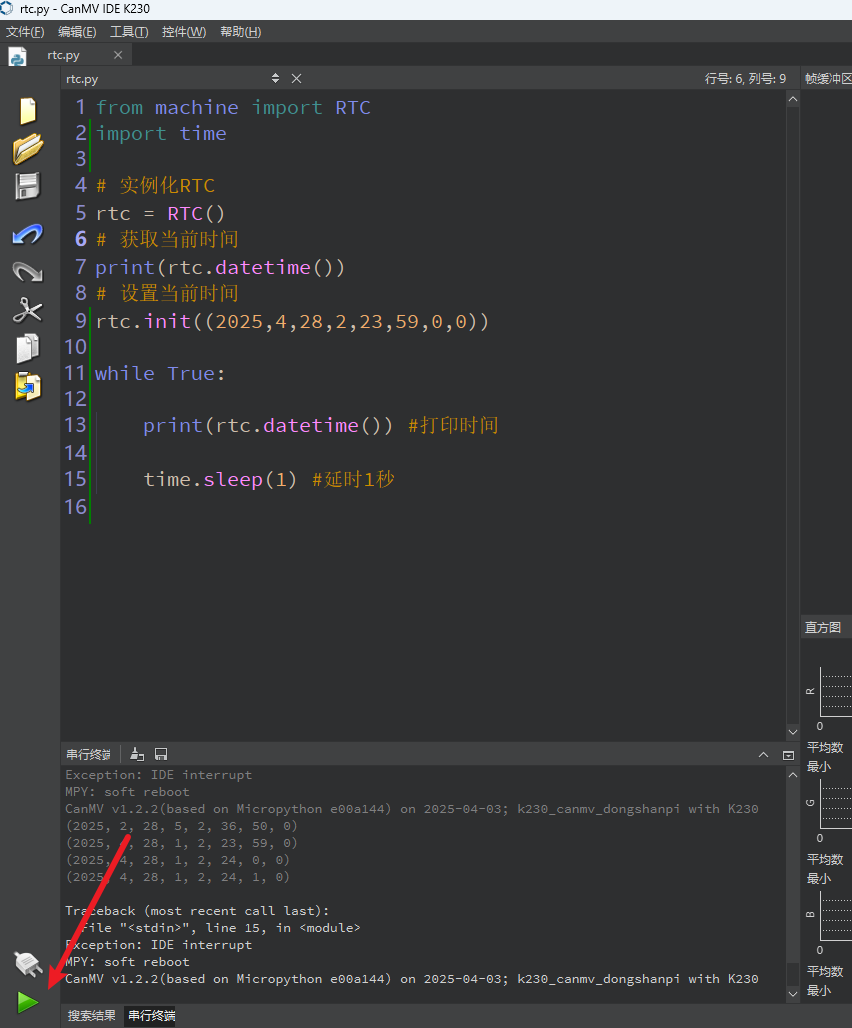 rtc.py - CanMV IDE K230
文件(F) 编辑(E) 工具(T) 控件(W) 帮助(H)
rtc.py
rtc.py 行号: 6, 列号: 9 帧缓冲区
1 from machine import RTC
2 import time
3
4 # 实例化RTC
5 rtc = RTC()
6 # 获取当前时间
7 print(rtc.datetime())
8 # 设置当前时间
9 rtc.init((2025,4,28,2,23,59,0,0))
10
11 while True:
12
13 print(rtc.datetime()) #打印时间
14
15 time.sleep(1) #延时1秒
16
直方图
R
0
平均数
最小
G
0
平均数
最小
B
0
平均数
最小
串行终端
Exception: IDE interrupt
MPY: soft reboot
CanMV v1.2.2(based on Micropython e00a144) on 2025-04-03; k230_canmv_dongshanpi with K230
(2025, 2, 28, 5, 2, 36, 50, 0)
(2025, 28, 1, 2, 23, 59, 0)
(2025, 4, 28, 1, 2, 24, 0, 0)
(2025, 4, 28, 1, 2, 24, 1, 0)
Traceback (most recent call last):
File "<stdin>", line 15, in <module>
Exception: IDE interrupt
MPY: soft reboot
CanMV v1.2.2(based on Micropython e00a144) on 2025-04-03; k230_canmv_dongshanpi with K230
搜索结果 串行终端